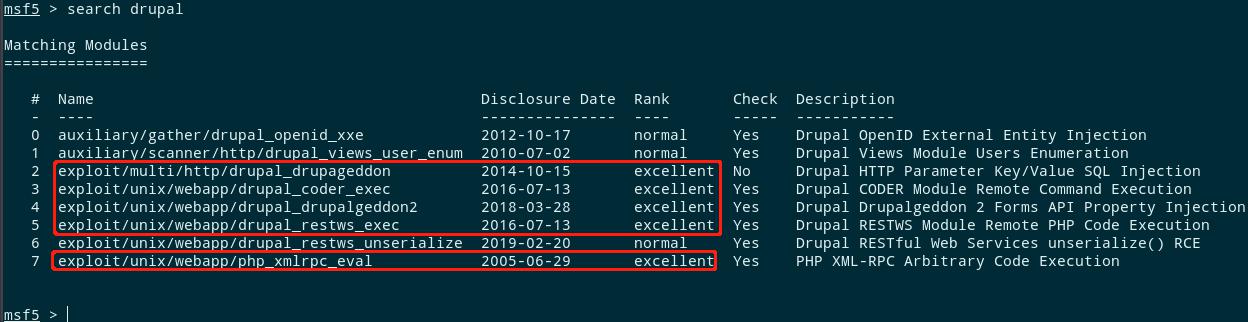 msf5 > search drupal
Matching Modules
================
# Name Disclosure Date Rank Check Description
- ---- --------------- ---- ----- -----------
0 auxiliary/gather/drupal_openid_xxe 2012-10-17 normal Yes Drupal OpenID External Entity Injection
1 auxiliary/scanner/http/drupal_views_user_enum 2010-07-02 normal Yes Drupal Views Module Users Enumeration
2 exploit/multi/http/drupal_drupageddon 2014-10-15 excellent No Drupal HTTP Parameter Key/Value SQL Injection
3 exploit/unix/webapp/drupal_coder_exec 2016-07-13 excellent Yes Drupal CODER Module Remote Command Execution
4 exploit/unix/webapp/drupal_drupalgeddon2 2018-03-28 excellent Yes Drupal Drupalgeddon 2 Forms API Property Injection
5 exploit/unix/webapp/drupal_restws_exec 2016-07-13 excellent Yes Drupal RESTWS Module Remote PHP Code Execution
6 exploit/unix/webapp/drupal_restws_unserialize 2019-02-20 normal Yes Drupal RESTful Web Services unserialize() RCE
7 exploit/unix/webapp/php_xmlrpc_eval 2005-06-29 excellent Yes PHP XML-RPC Arbitrary Code Execution
msf5 >